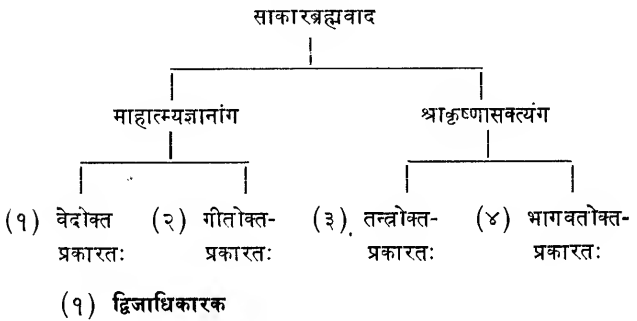 साकारब्रह्मवाद
माहात्म्यज्ञानांग श्राकृष्णासक्त्यंग
(१) वेदोक्त (२) गीतोक्त- (३). तन्त्रोक्त- (४) भागवतोक्त-
प्रकारतः प्रकारतः प्रकारतः प्रकारतः
(१) द्विजाधिकारक